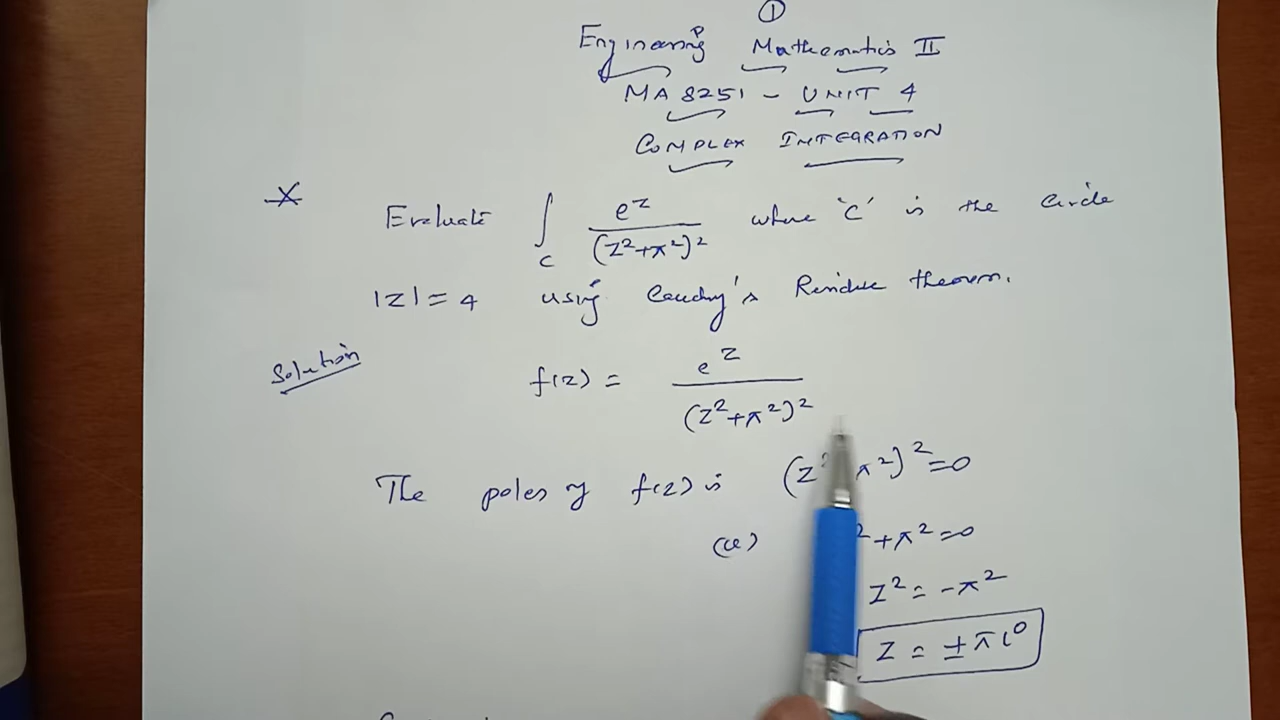 ①
Engineering Mathematics II
MA 8251 - UNIT 4
COMPLEX INTEGRATION
Evaluate ∫_C e^z/(z²+π²)² where 'C' is the Circle
|z| = 4 using Cauchy's Residue theorem.
Solution
f(z) = e^z/(z²+π²)²
The poles of f(z) is (z² π²)² = 0
(ie) ² + π² = 0
z² = -π²
z = ±πi